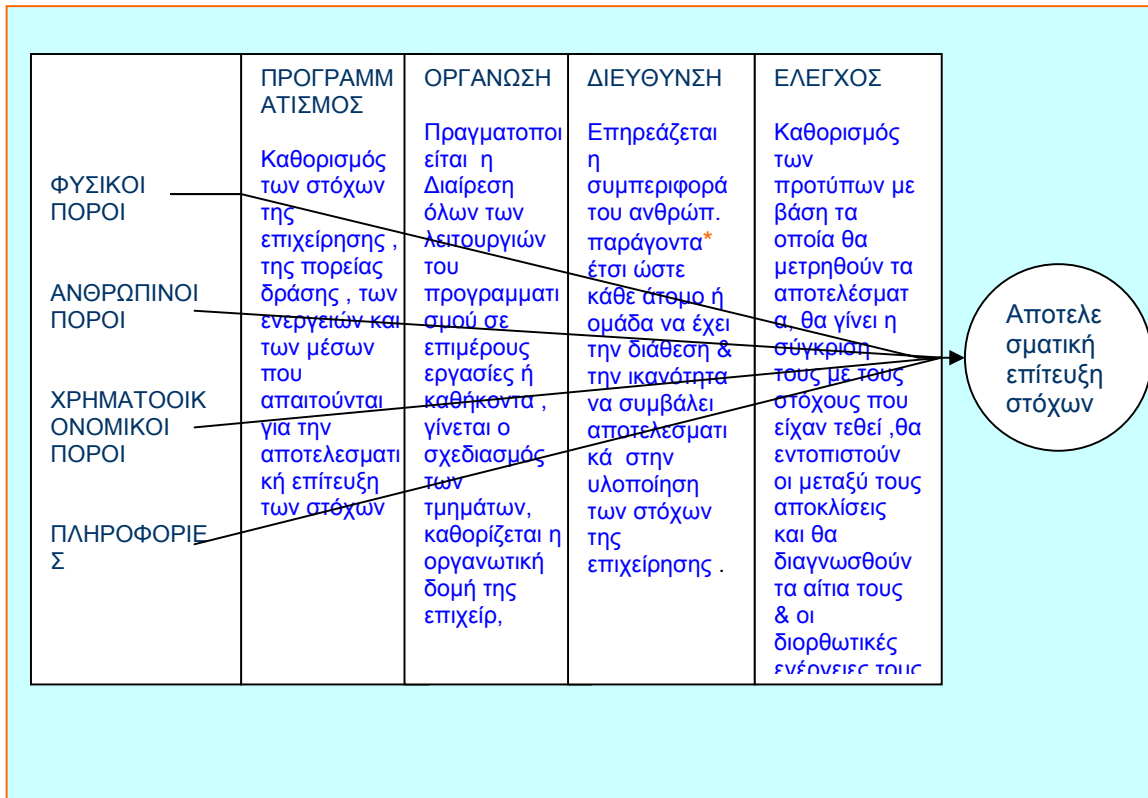 ΦΥΣΙΚΟΙ
ΠΟΡΟΙ
ΑΝΘΡΩΠΙΝΟΙ
ΠΟΡΟΙ
ΧΡΗΜΑΤΟΟΙΚ
ΟΝΟΜΙΚΟΙ
ΠΟΡΟΙ
ΠΛΗΡΟΦΟΡΙΕ
Σ
ΠΡΟΓΡΑΜΜ
ΑΤΙΣΜΟΣ
Καθορισμός
των στόχων
της
επιχείρησης ,
της πορείας
δράσης , των
ενεργειών και
των μέσων
που
απαιτούνται
για την
αποτελεσματι
κή επίτευξη
των στόχων
ΟΡΓΑΝΩΣΗ
Πραγματοποι
είται η
Διαίρεση
όλων των
λειτουργιών
του
προγραμματι
σμού σε
επιμέρους
εργασίες ή
καθήκοντα ,
γίνεται ο
σχεδιασμός
των
τμημάτων,
καθορίζεται η
οργανωτική
δομή της
επιχείρ,
ΔΙΕΥΘΥΝΣΗ
Επηρεάζεται
η
συμπεριφορά
του ανθρώπ.
παράγοντα*
έτσι ώστε
κάθε άτομο ή
ομάδα να έχει
την διάθεση &
την ικανότητα
να συμβάλει
αποτελεσματι
κά στην
υλοποίηση
των στόχων
της
επιχείρησης .
ΕΛΕΓΧΟΣ
Καθορισμός
των
προτύπων με
βάση τα
οποία θα
μετρηθούν τα
αποτελέσματ
α, θα γίνει η
σύγκριση
τους με τους
στόχους που
είχαν τεθεί ,θα
εντοπιστούν
οι μεταξύ τους
αποκλίσεις
και θα
διαγνωσθούν
τα αίτια τους
& οι
διορθωτικές
ενέργειες τους
Αποτελε
σματική
επίτευξη
στόχων